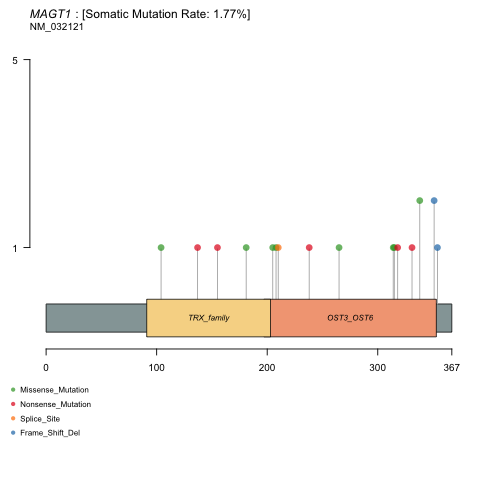 MAGT1 : [Somatic Mutation Rate: 1.77%]
NM_032121
5
1
TRX_family
OST3_OST6
0 100 200 300 367
Missense_Mutation
Nonsense_Mutation
Splice_Site
Frame_Shift_Del